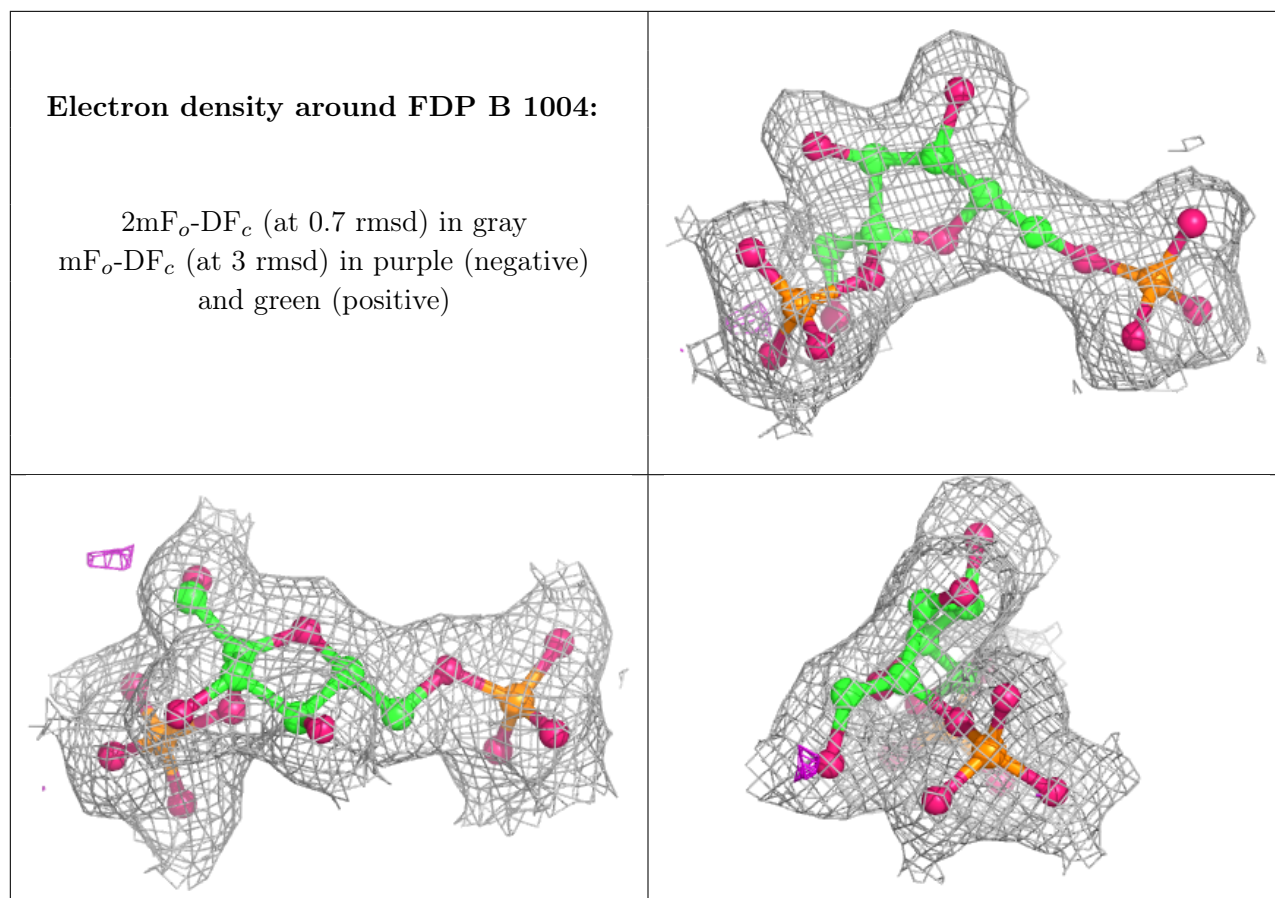 Electron density around FDP B 1004:
2mFo-DFc (at 0.7 rmsd) in gray
mFo-DFc (at 3 rmsd) in purple (negative)
and green (positive)